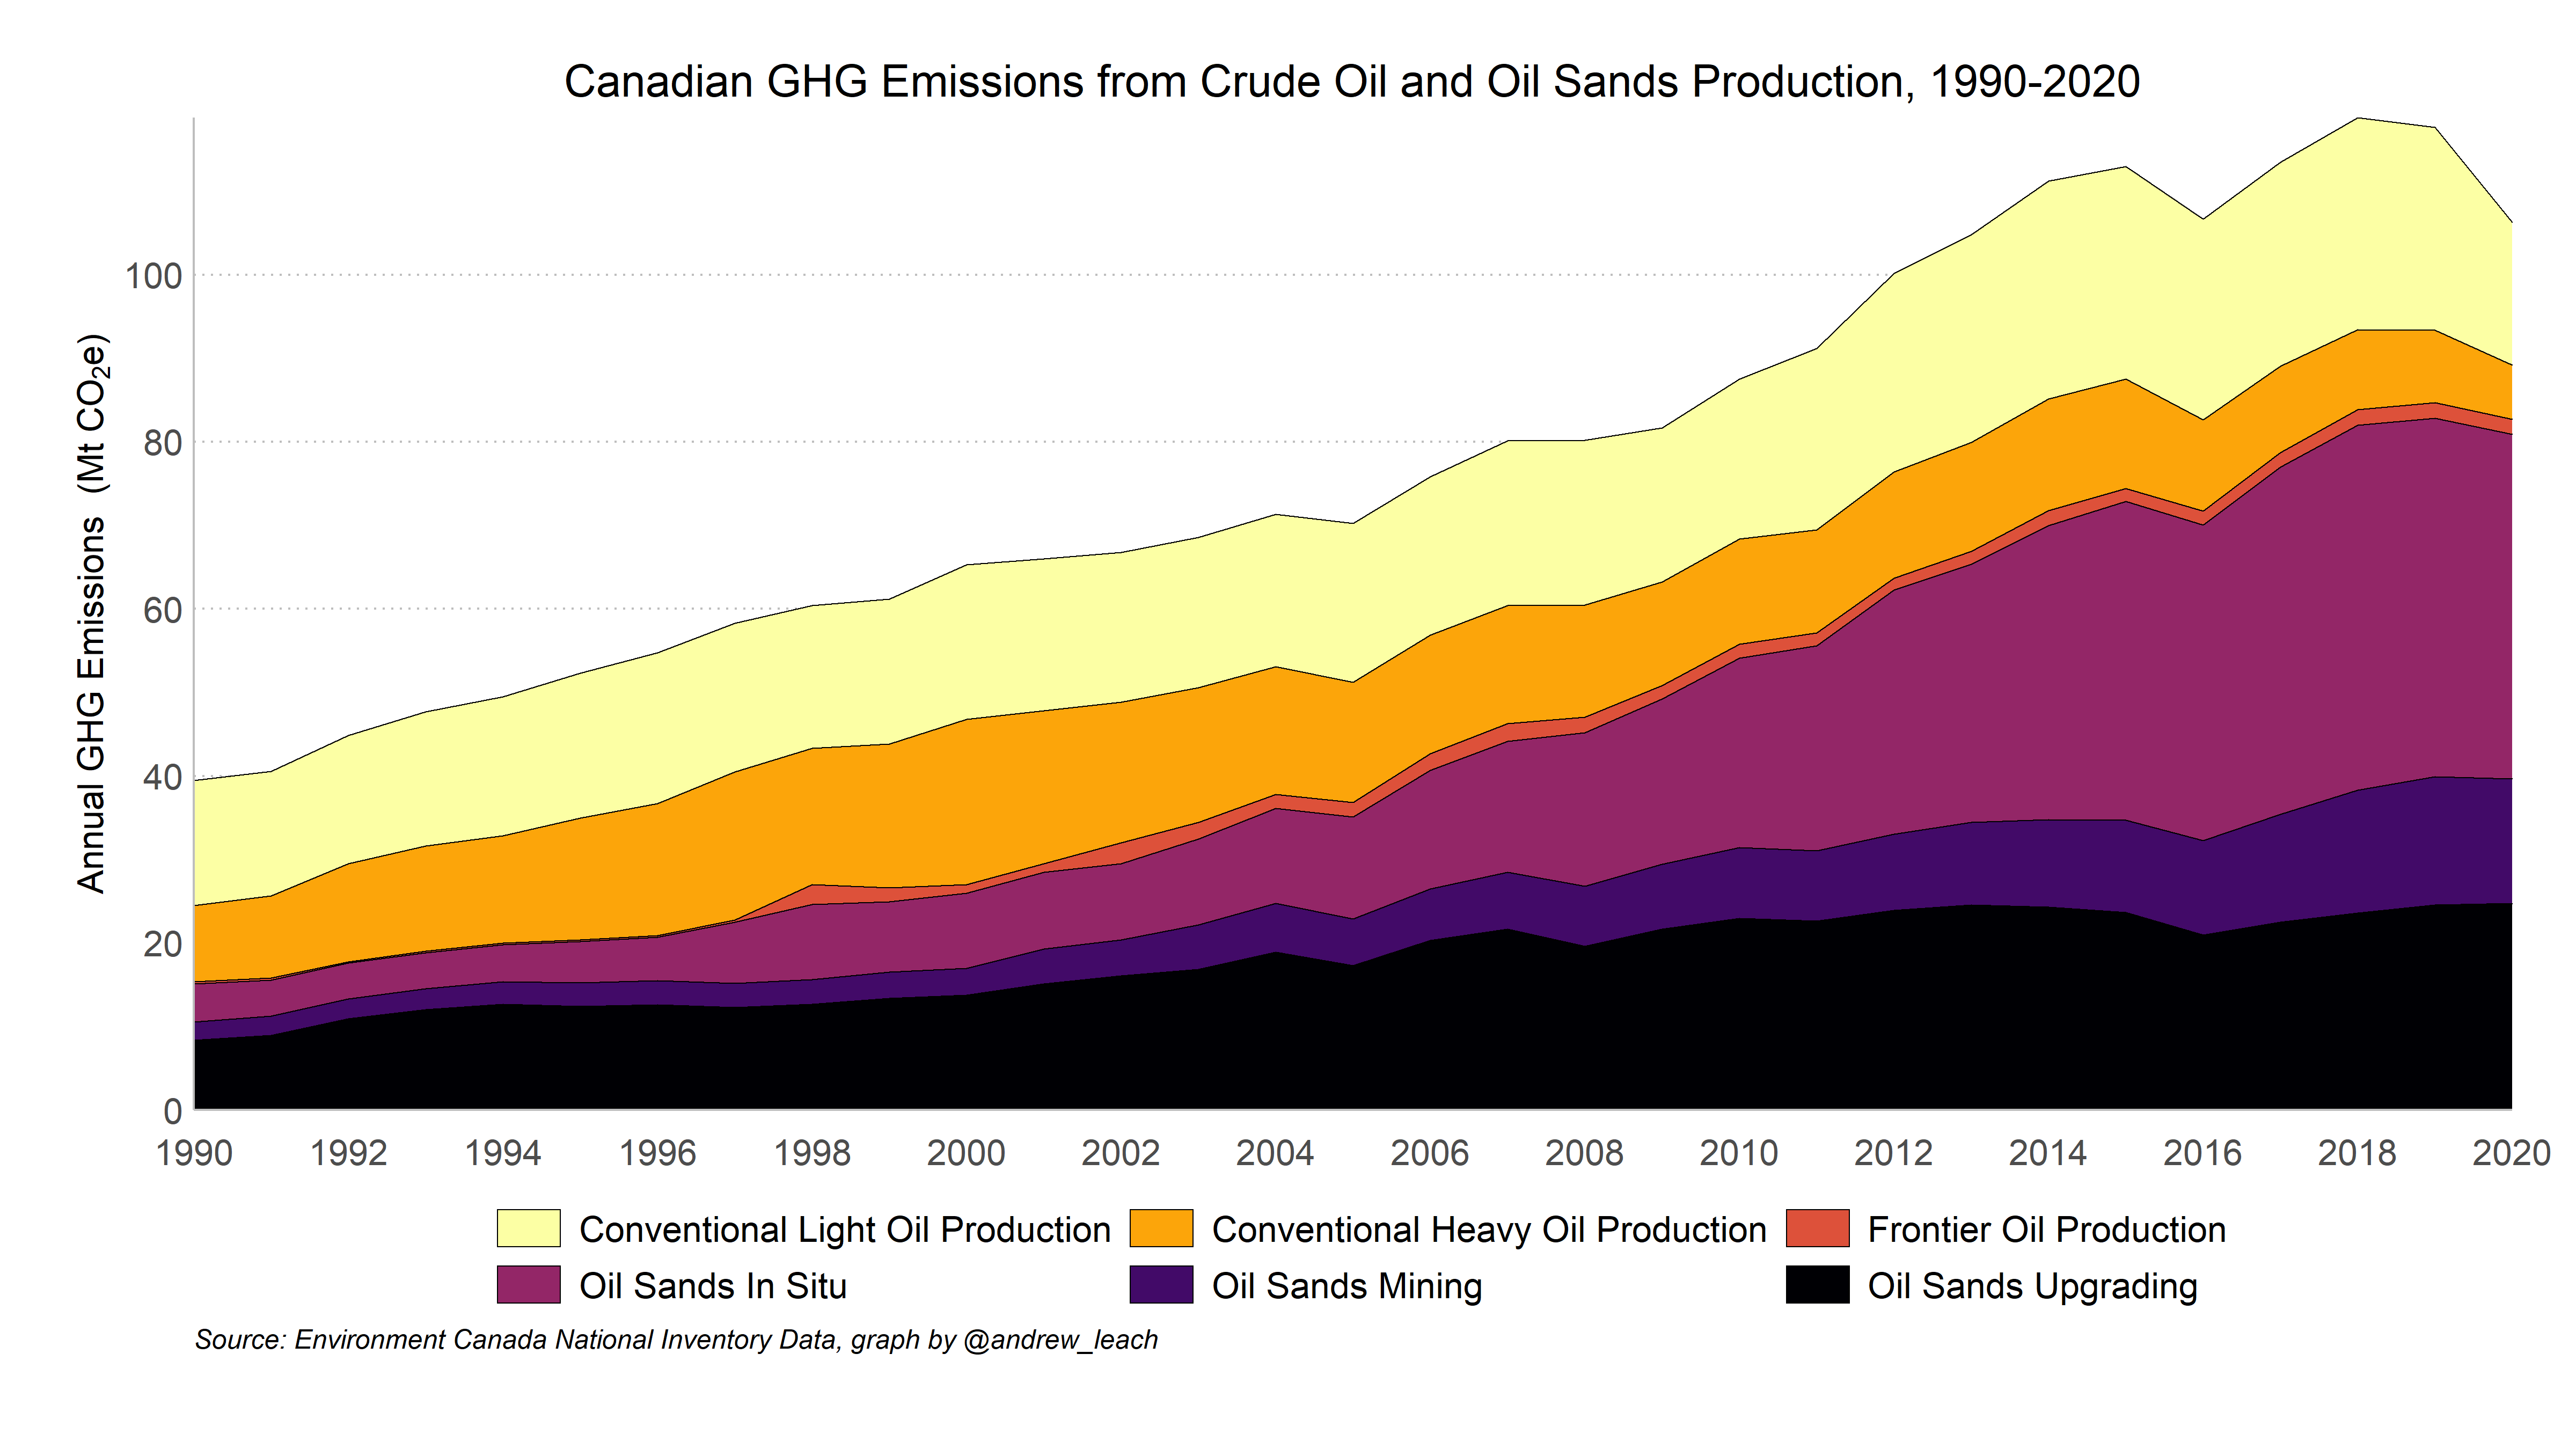 Canadian GHG Emissions from Crude Oil and Oil Sands Production, 1990-2020
Annual GHG Emissions (Mt CO₂e)
100
80
60
40
20
0
1990 1992 1994 1996 1998 2000 2002 2004 2006 2008 2010 2012 2014 2016 2018 2020
Conventional Light Oil Production Conventional Heavy Oil Production Frontier Oil Production
Oil Sands In Situ Oil Sands Mining Oil Sands Upgrading
Source: Environment Canada National Inventory Data, graph by @andrew_leach